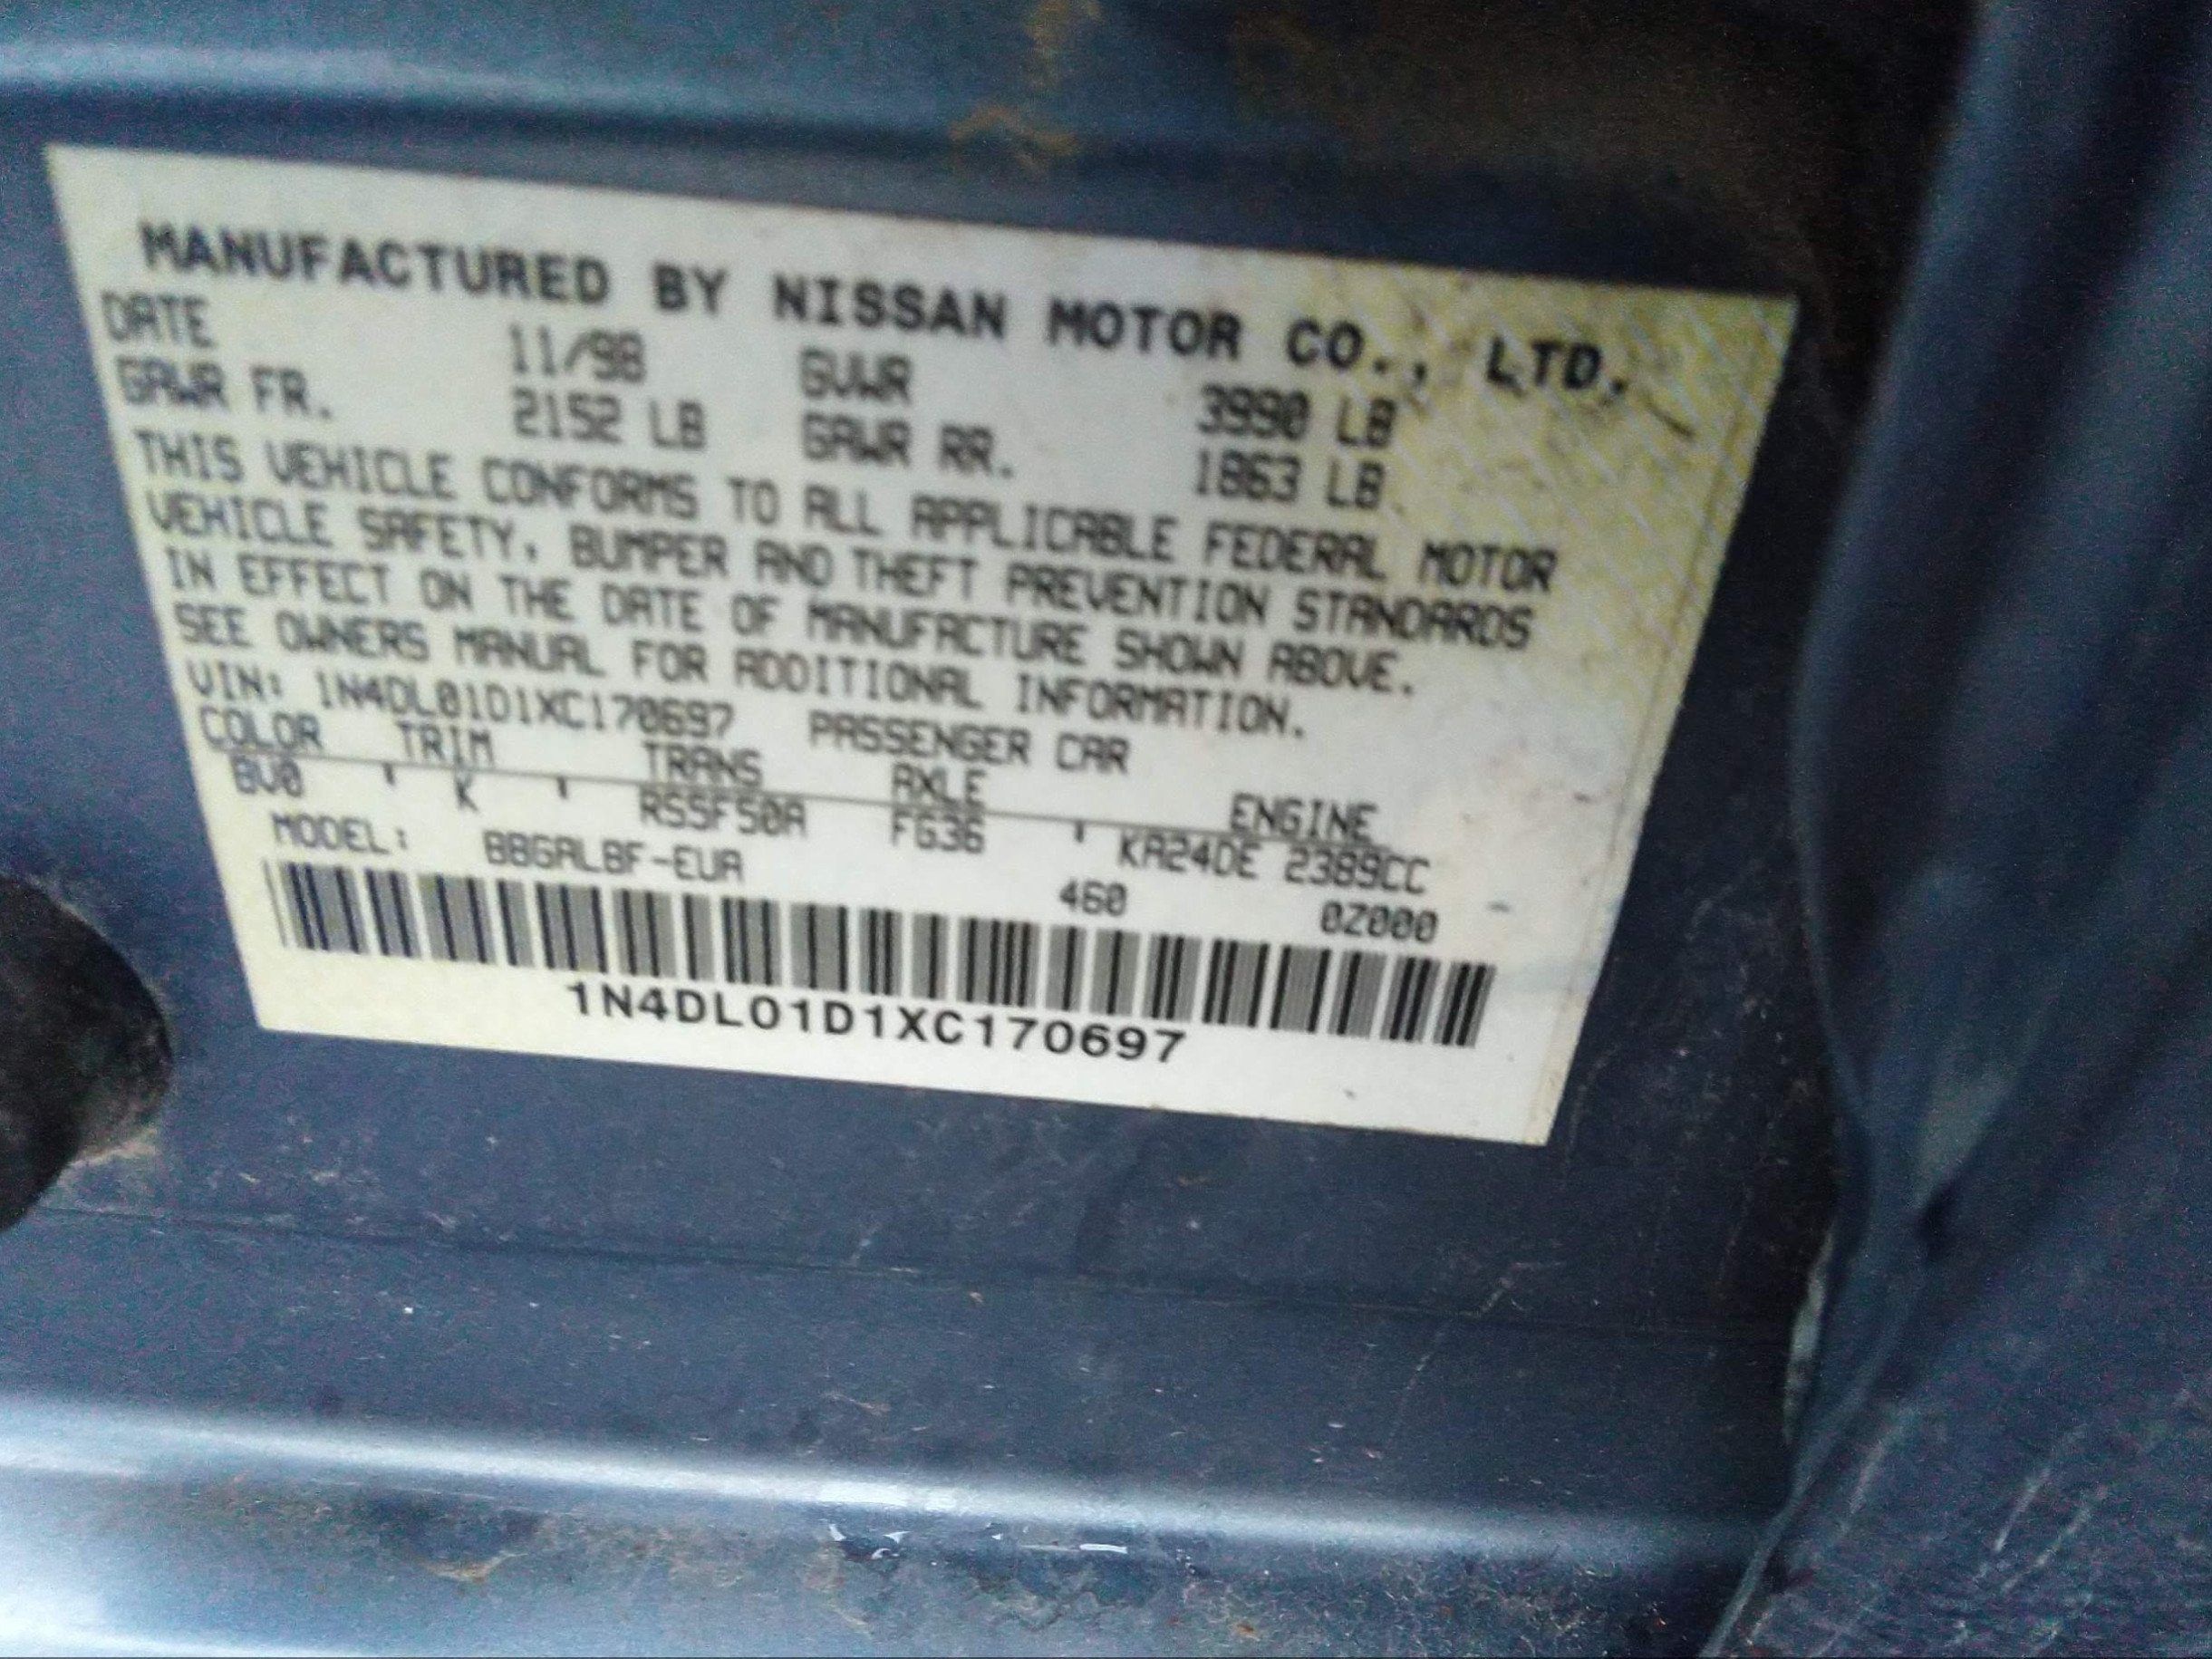 MANUFACTURED BY NISSAN MOTOR CO., LTD.
DATE 11/98 GVWR 3990 LB
GAWR FR. 2152 LB GAWR RR. 1863 LB
THIS VEHICLE CONFORMS TO ALL APPLICABLE FEDERAL MOTOR
VEHICLE SAFETY, BUMPER AND THEFT PREVENTION STANDARDS
IN EFFECT ON THE DATE OF MANUFACTURE SHOWN ABOVE.
SEE OWNERS MANUAL FOR ADDITIONAL INFORMATION.
VIN: 1N4DL01D1XC170697 PASSENGER CAR
COLOR TRIM TRANS AXLE ENGINE
BV0 K RS5F50A FG36 KA24DE 2389CC
MODEL: BBGALBF-EUA 460 0Z000
1N4DL01D1XC170697